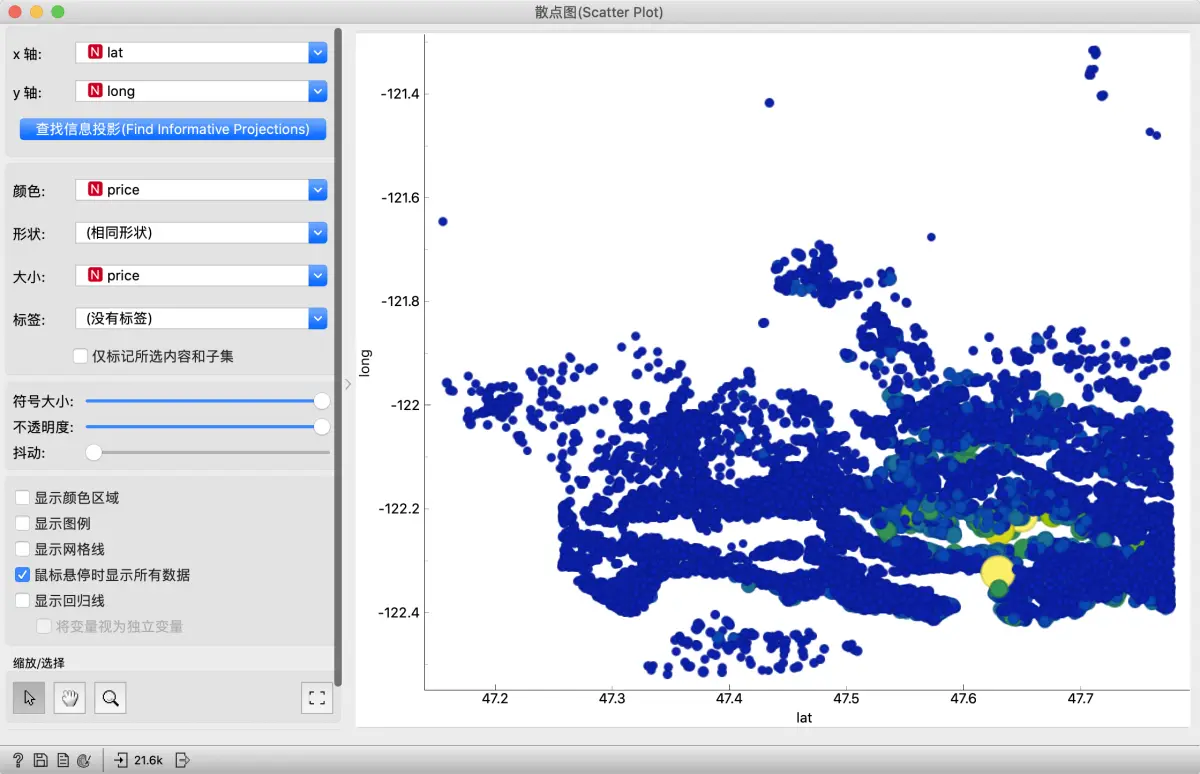 散点图(Scatter Plot)
x 轴:
N lat
y 轴:
N long
查找信息投影(Find Informative Projections)
颜色:
N price
形状:
(相同形状)
大小:
N price
标签:
(没有标签)
仅标记所选内容和子集
符号大小:
不透明度:
抖动:
显示颜色区域
显示图例
显示网格线
鼠标悬停时显示所有数据
显示回归线
将变量视为独立变量
缩放/选择
? 21.6k
-121.4
-121.6
-121.8
-122
-122.2
-122.4
long
47.2 47.3 47.4 47.5 47.6 47.7
lat